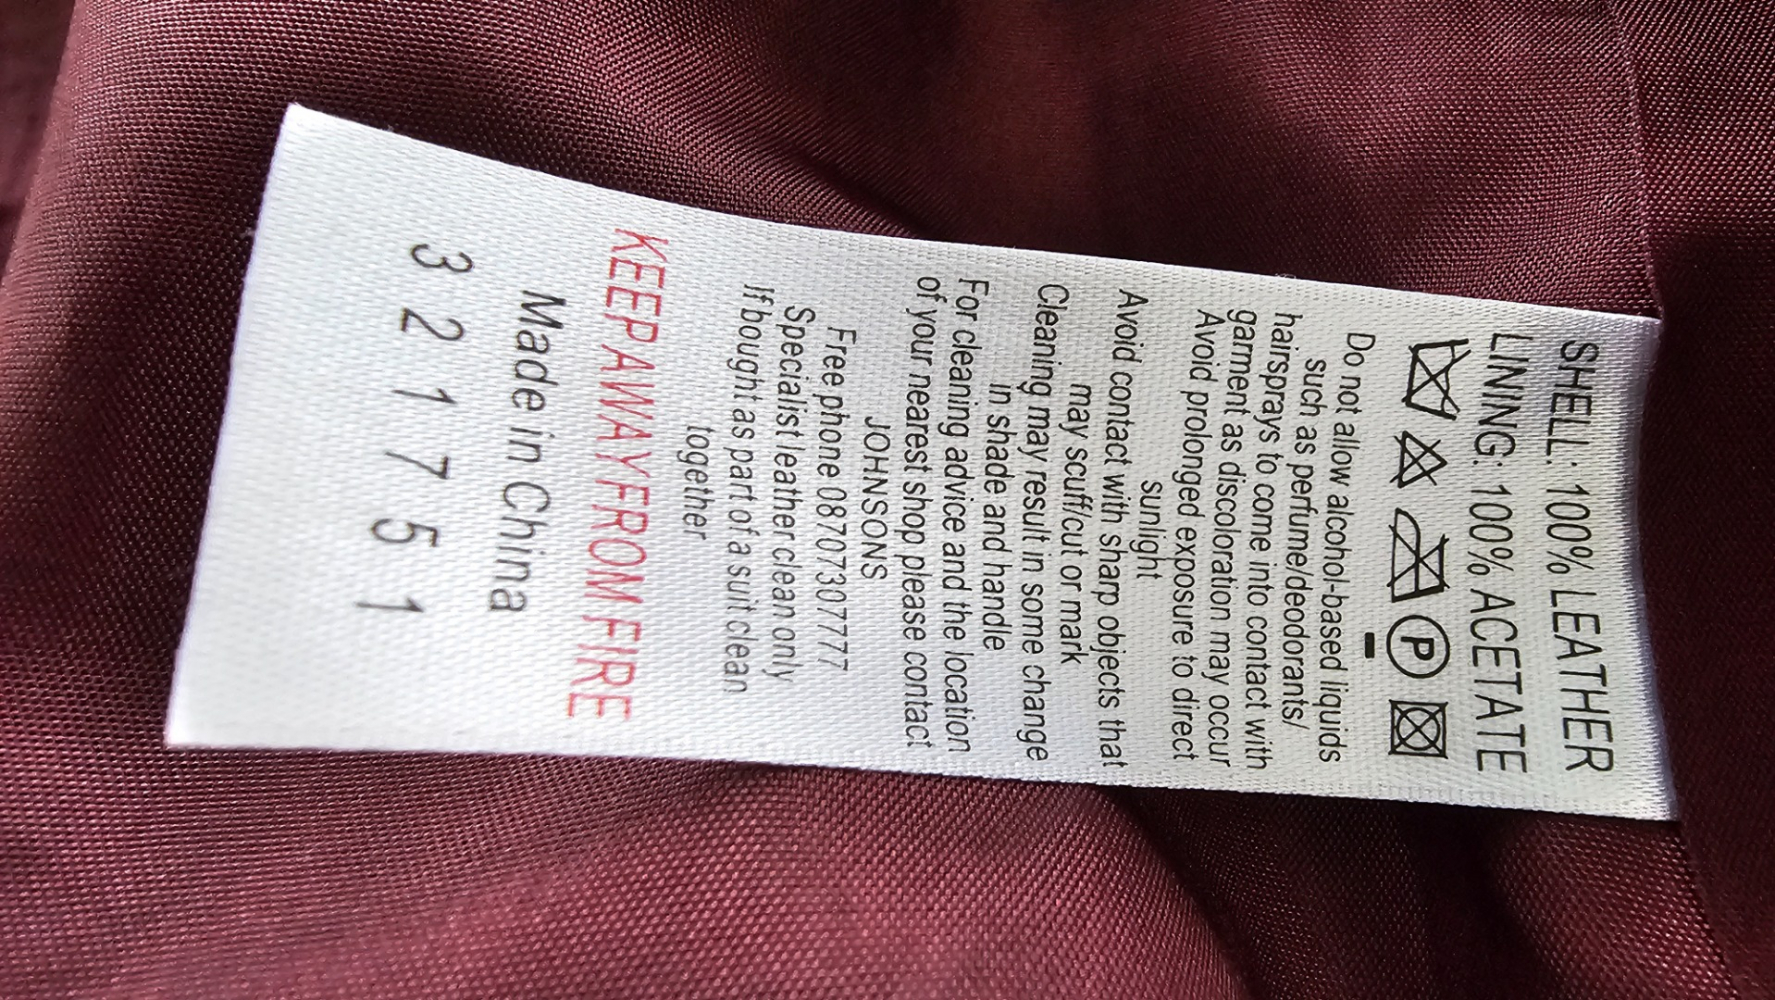 SHELL: 100% LEATHER
LINING: 100% ACETATE
P
Do not allow alcohol-based liquids
such as perfume/deodorants/
hairsprays to come into contact with
garment as discoloration may occur
Avoid prolonged exposure to direct
sunlight
Avoid contact with sharp objects that
may scuff/cut or mark
Cleaning may result in some change
in shade and handle
For cleaning advice and the location
of your nearest shop please contact
JOHNSONS
Free phone 08707307777
Specialist leather clean only
If bought as part of a suit clean
together
KEEP AWAY FROM FIRE
Made in China
3 2 1 7 5 1